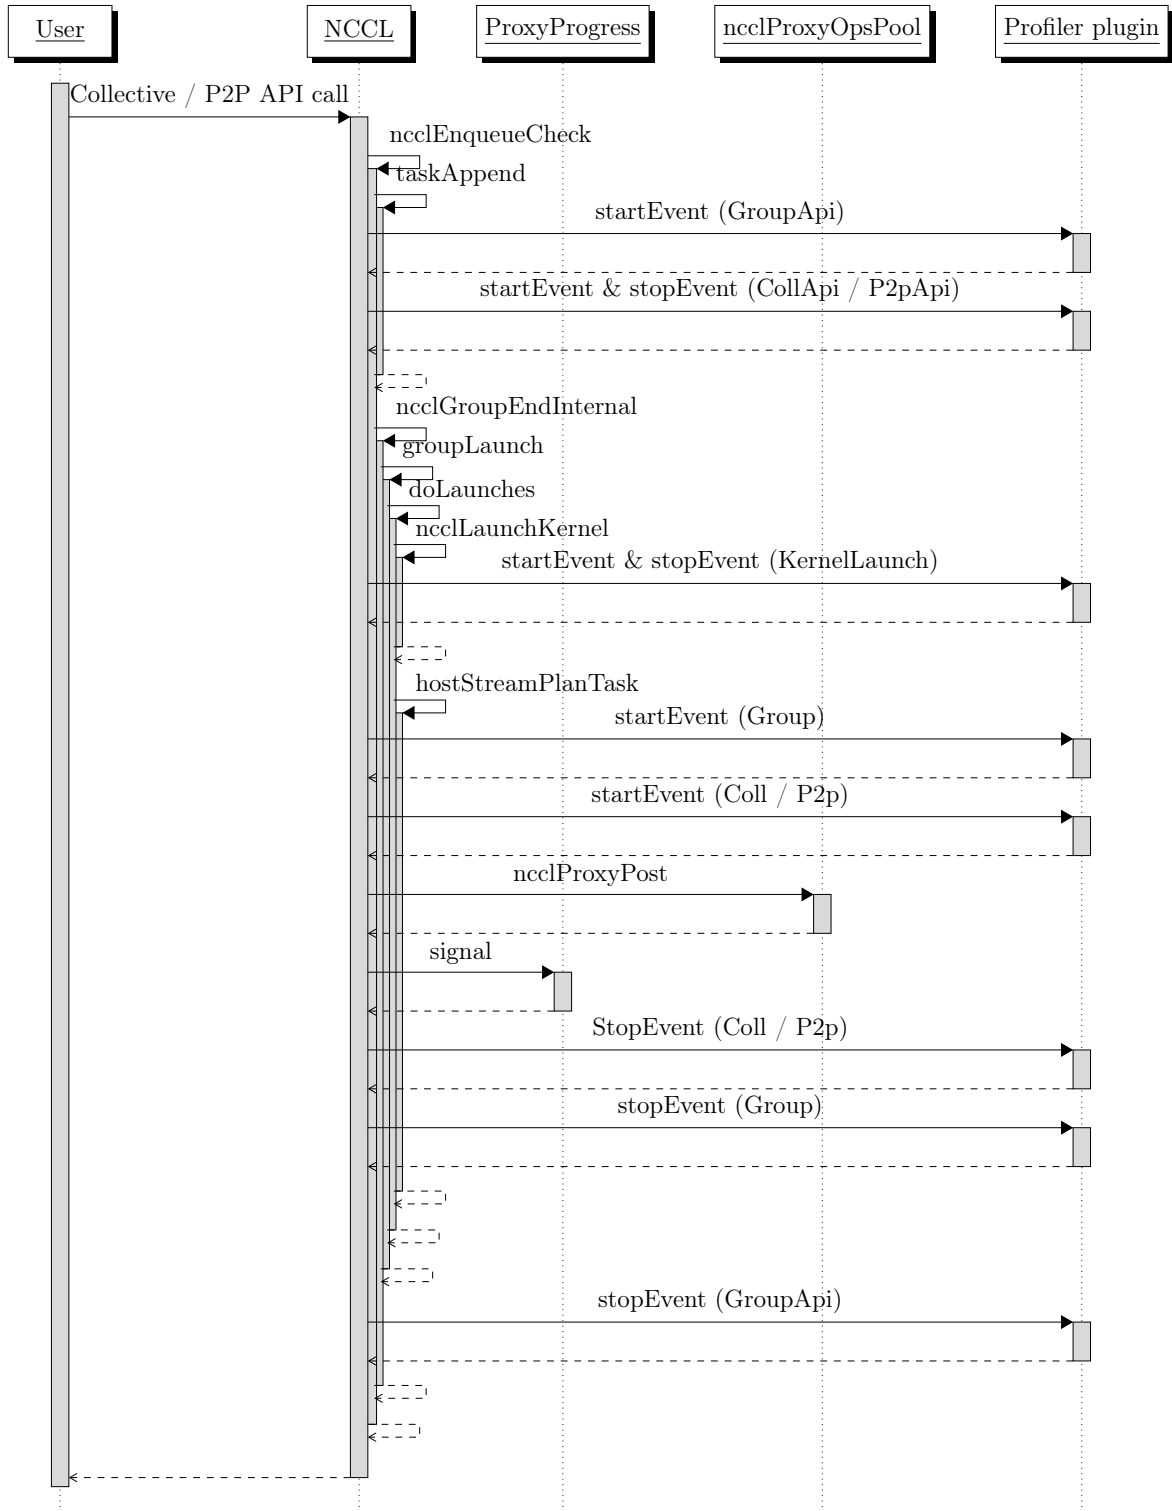 User
NCCL
ProxyProgress
ncclProxyOpsPool
Profiler plugin
Collective / P2P API call
ncclEnqueueCheck
taskAppend
startEvent (GroupApi)
startEvent & stopEvent (CollApi / P2pApi)
ncclGroupEndInternal
groupLaunch
doLaunches
ncclLaunchKernel
startEvent & stopEvent (KernelLaunch)
hostStreamPlanTask
startEvent (Group)
startEvent (Coll / P2p)
ncclProxyPost
signal
StopEvent (Coll / P2p)
stopEvent (Group)
stopEvent (GroupApi)